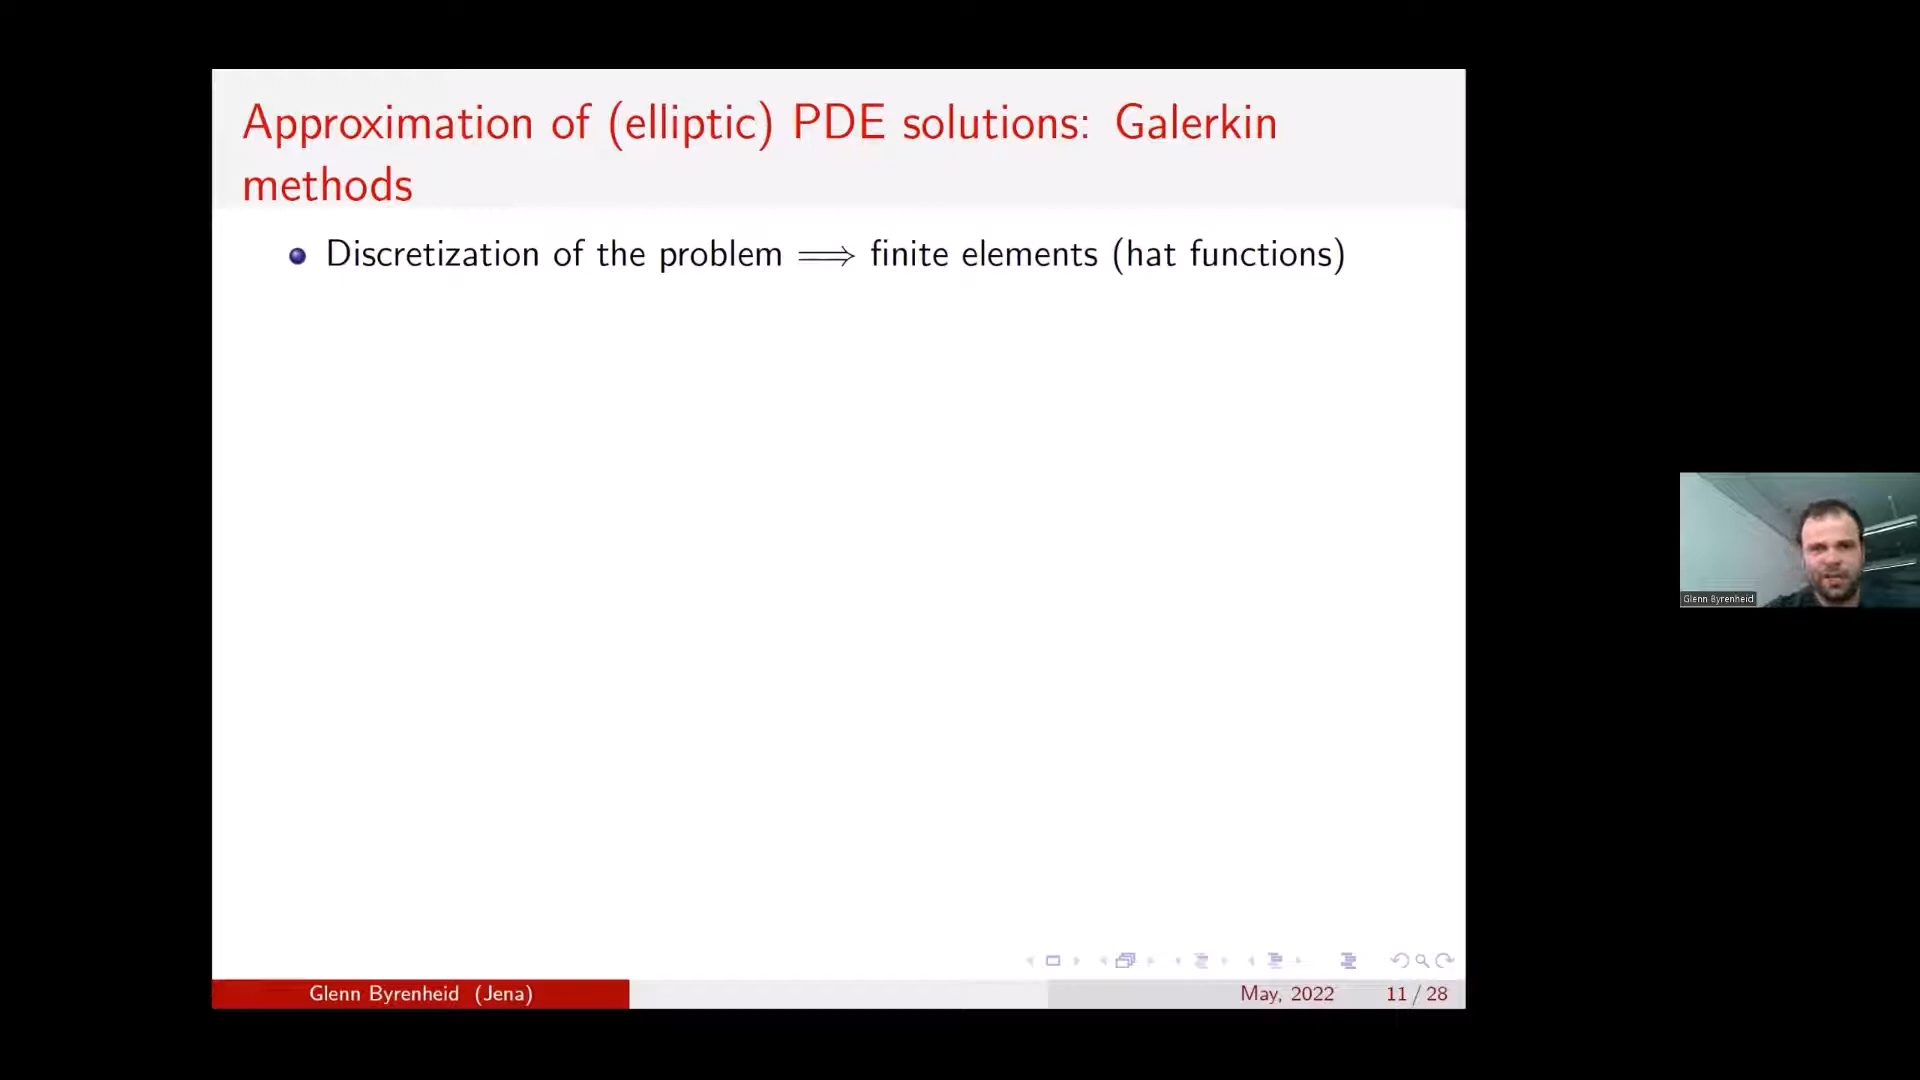 Approximation of (elliptic) PDE solutions: Galerkin
methods
Discretization of the problem ⟹ finite elements (hat functions)
Glenn Byrenheid
Glenn Byrenheid (Jena)
May, 2022
11 / 28